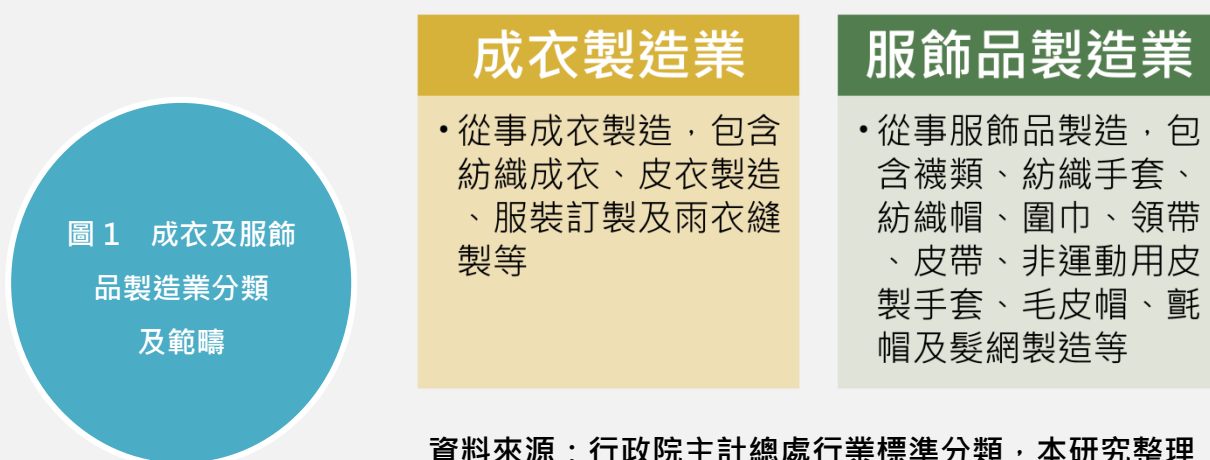 圖 1　成衣及服飾
品製造業分類
及範疇
成衣製造業
•從事成衣製造，包含
紡織成衣、皮衣製造
、服裝訂製及雨衣縫
製等
服飾品製造業
•從事服飾品製造，包
含襪類、紡織手套、
紡織帽、圍巾、領帶
、皮帶、非運動用皮
製手套、毛皮帽、氈
帽及髮網製造等
資料來源：行政院主計總處行業標準分類，本研究整理